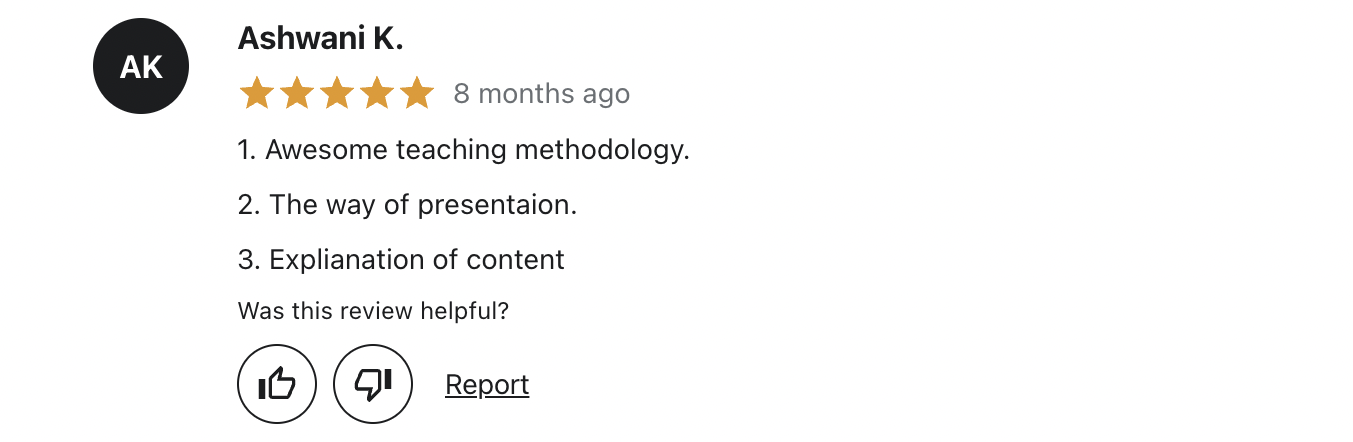 AK
Ashwani K.
8 months ago
1. Awesome teaching methodology.
2. The way of presentaion.
3. Explianation of content
Was this review helpful?
Report